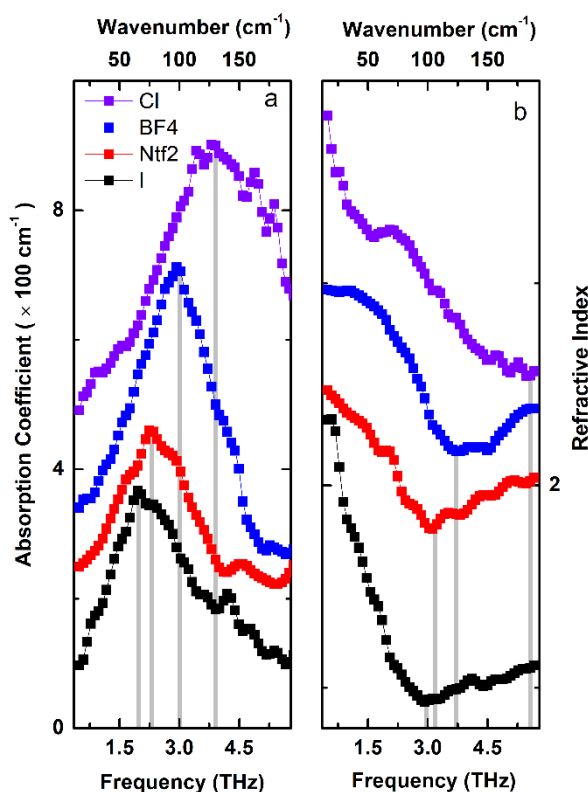 Wavenumber (cm⁻¹) Wavenumber (cm⁻¹)
50 100 150 50 100 150
Cl a b
BF4
Ntf2
I
8
4
0
2
Absorption Coefficient ( × 100 cm⁻¹)
Refractive Index
1.5 3.0 4.5 1.5 3.0 4.5
Frequency (THz) Frequency (THz)